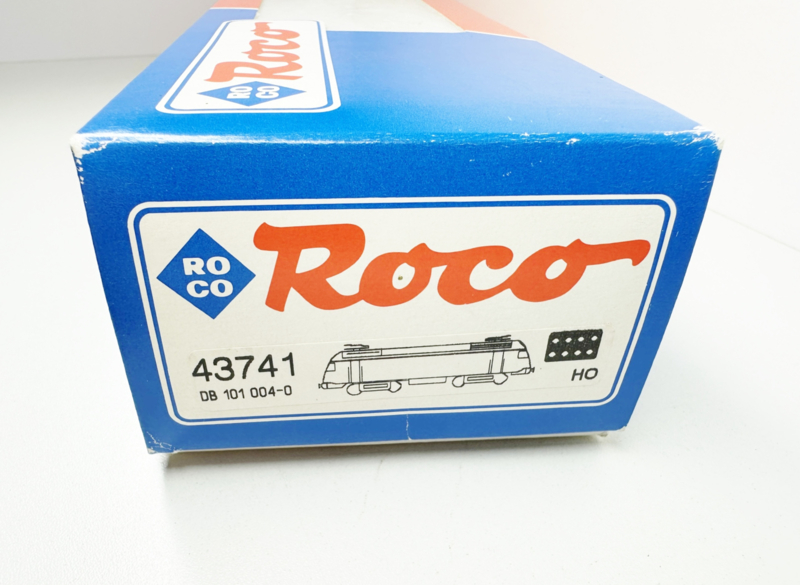 Roco
RO
CO
RO
CO
Roco
43741
DB 101 004-0
HO